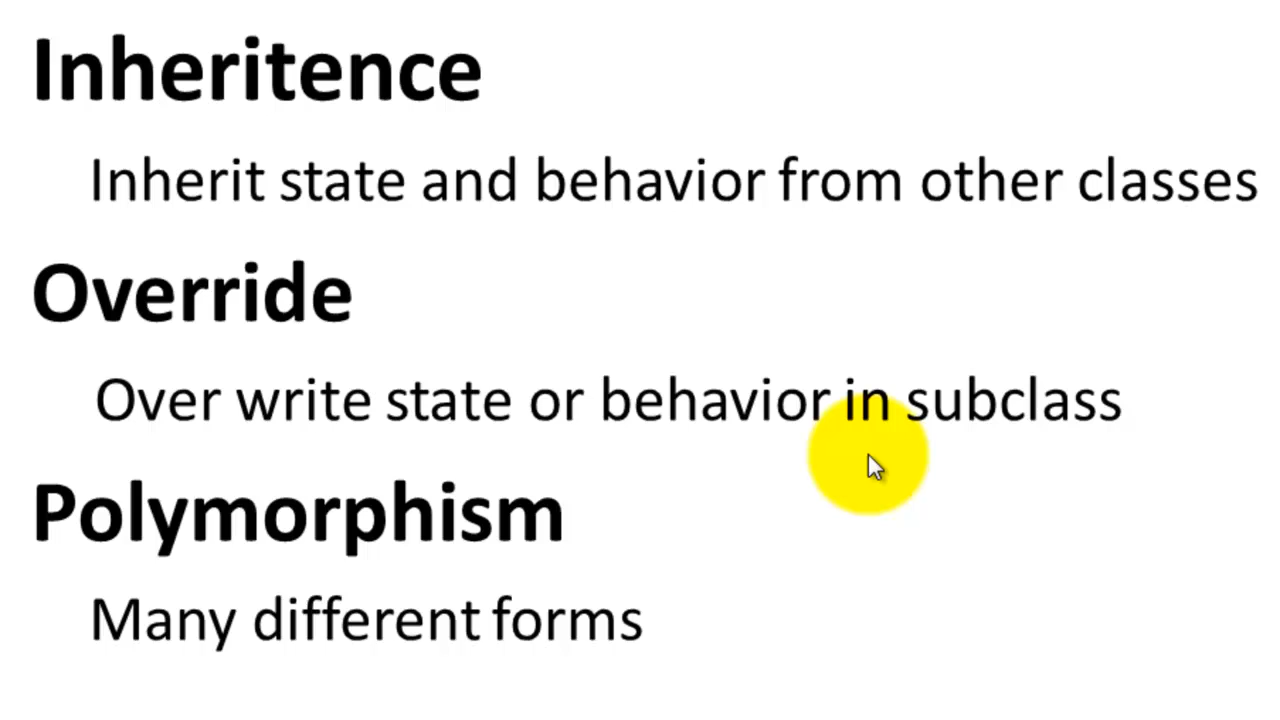 Inheritence
Inherit state and behavior from other classes
Override
Over write state or behavior in subclass
Polymorphism
Many different forms